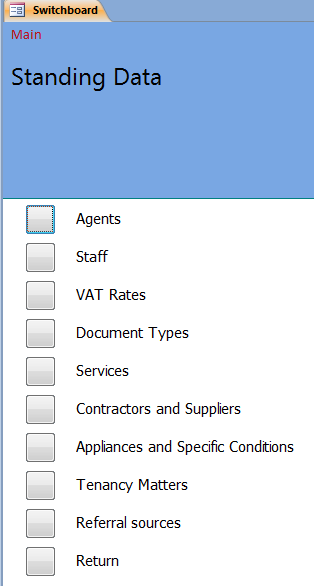 Switchboard
Main
Standing Data
Agents
Staff
VAT Rates
Document Types
Services
Contractors and Suppliers
Appliances and Specific Conditions
Tenancy Matters
Referral sources
Return